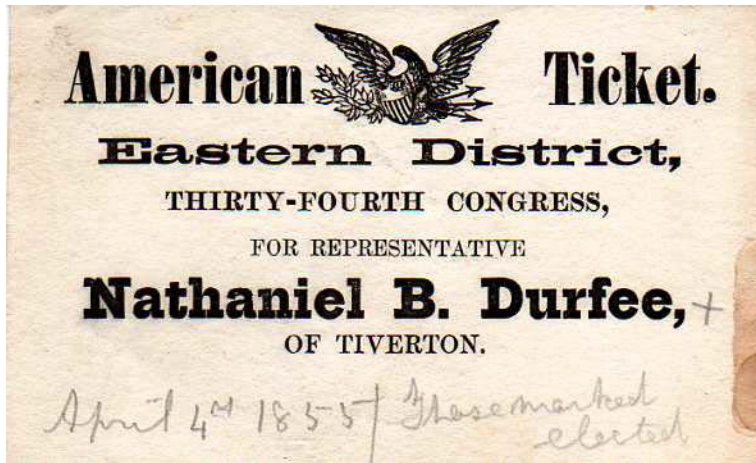 American Ticket.
Eastern District,
THIRTY-FOURTH CONGRESS,
FOR REPRESENTATIVE
Nathaniel B. Durfee, +
OF TIVERTON.
April 4th 1855 / Those marked
elected